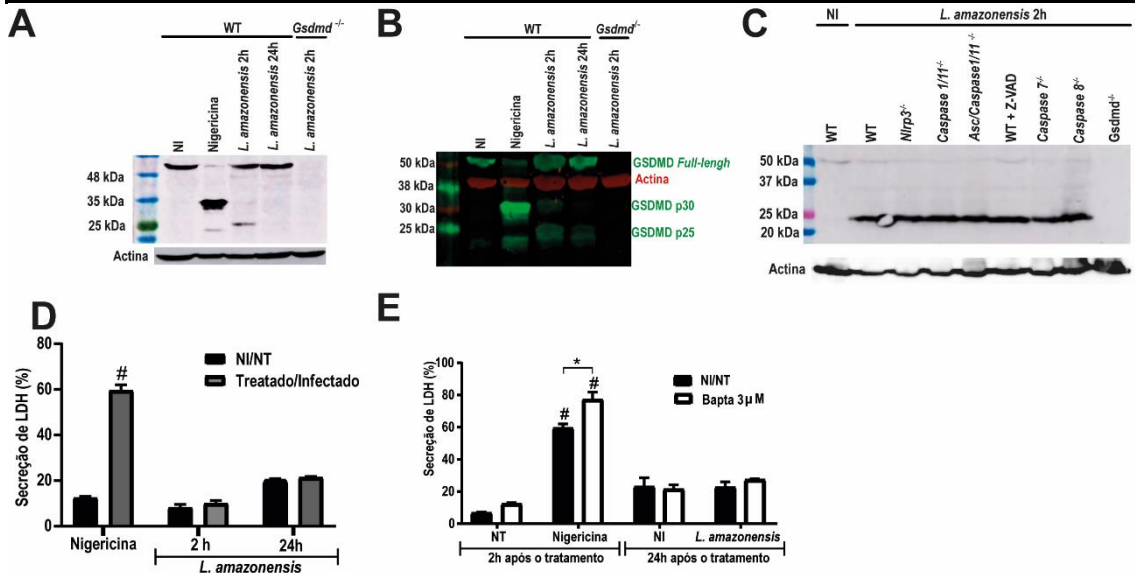 A
WT
Gsdmd -/-
NI
Nigericina
L. amazonensis 2h
L. amazonensis 24h
L. amazonensis 2h
48 kDa
35 kDa
25 kDa
Actina
B
WT
Gsdmd-/-
NI
Nigericina
L. amazonensis 2h
L. amazonensis 24h
L. amazonensis 2h
50 kDa
38 kDa
30 kDa
25 kDa
GSDMD Full-lengh
Actina
GSDMD p30
GSDMD p25
C
NI
L. amazonensis 2h
WT
WT
Nlrp3-/-
Caspase 1/11-/-
Asc/Caspase1/11 -/-
WT + Z-VAD
Caspase 7-/-
Caspase 8-/-
Gsdmd-/-
50 kDa
37 kDa
25 kDa
20 kDa
Actina
D
Secreção de LDH (%)
80
60
40
20
0
#
NI/NT
Treatado/Infectado
Nigericina
2 h
24h
L. amazonensis
E
Secreção de LDH (%)
100
80
60
40
20
0
*
#
#
NI/NT
Bapta 3µM
NT
Nigericina
NI
L. amazonensis
2h após o tratamento
24h após o tratamento